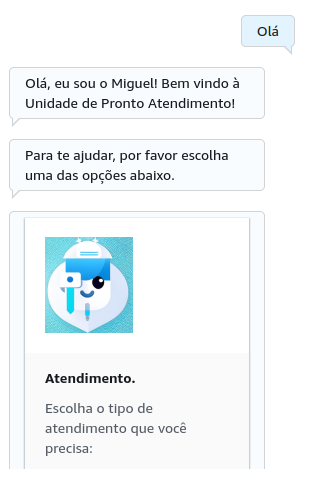 Olá
Olá, eu sou o Miguel! Bem vindo à
Unidade de Pronto Atendimento!
Para te ajudar, por favor escolha
uma das opções abaixo.
Atendimento.
Escolha o tipo de
atendimento que você
precisa: